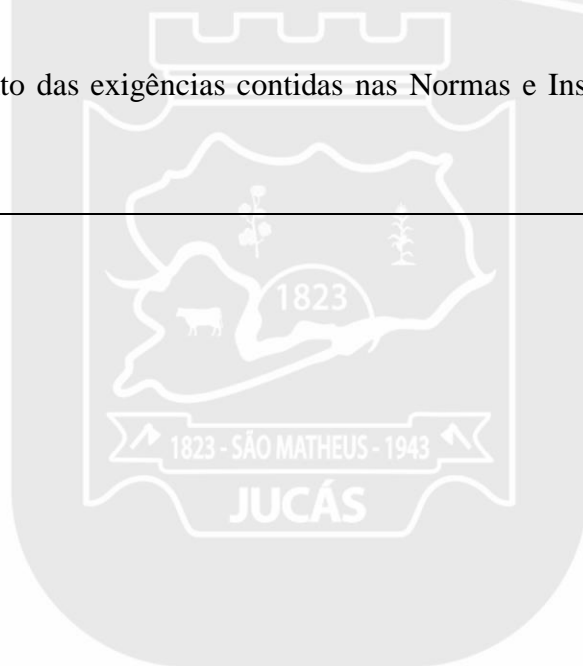 to das exigências contidas nas Normas e Ins
1823
1823 - SÃO MATHEUS - 1943
JUCÁS